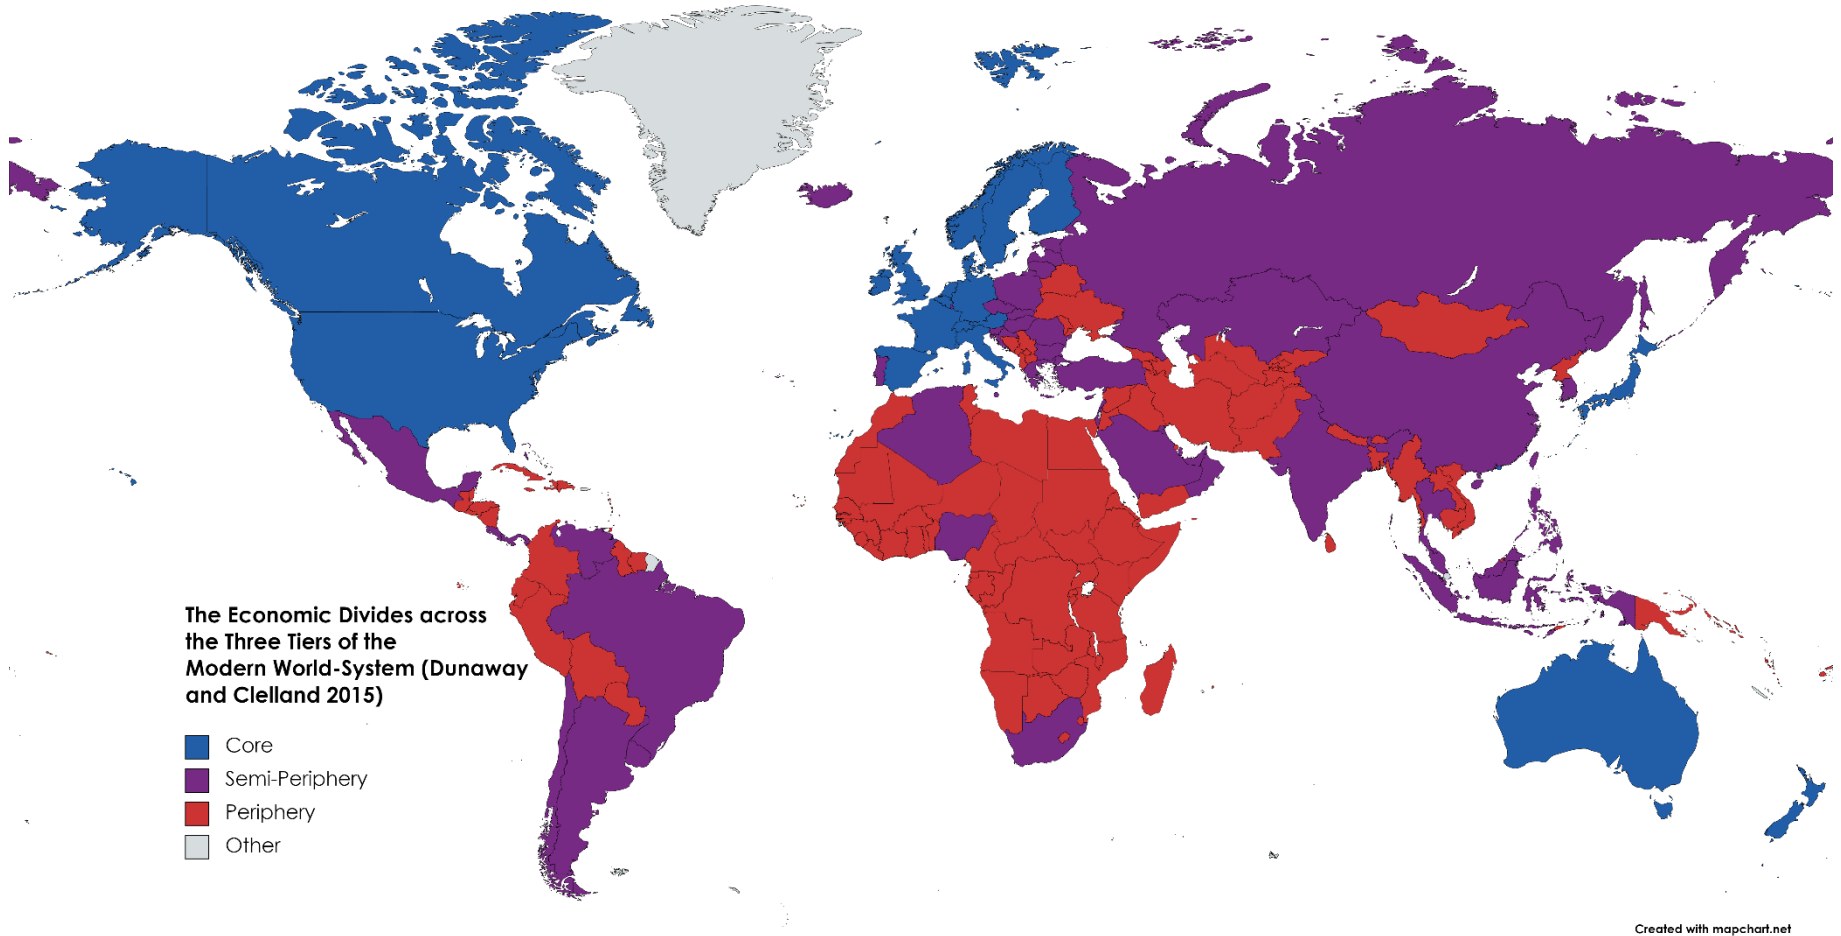 The Economic Divides across
the Three Tiers of the
Modern World-System (Dunaway
and Clelland 2015)
Core
Semi-Periphery
Periphery
Other
Created with mapchart.net